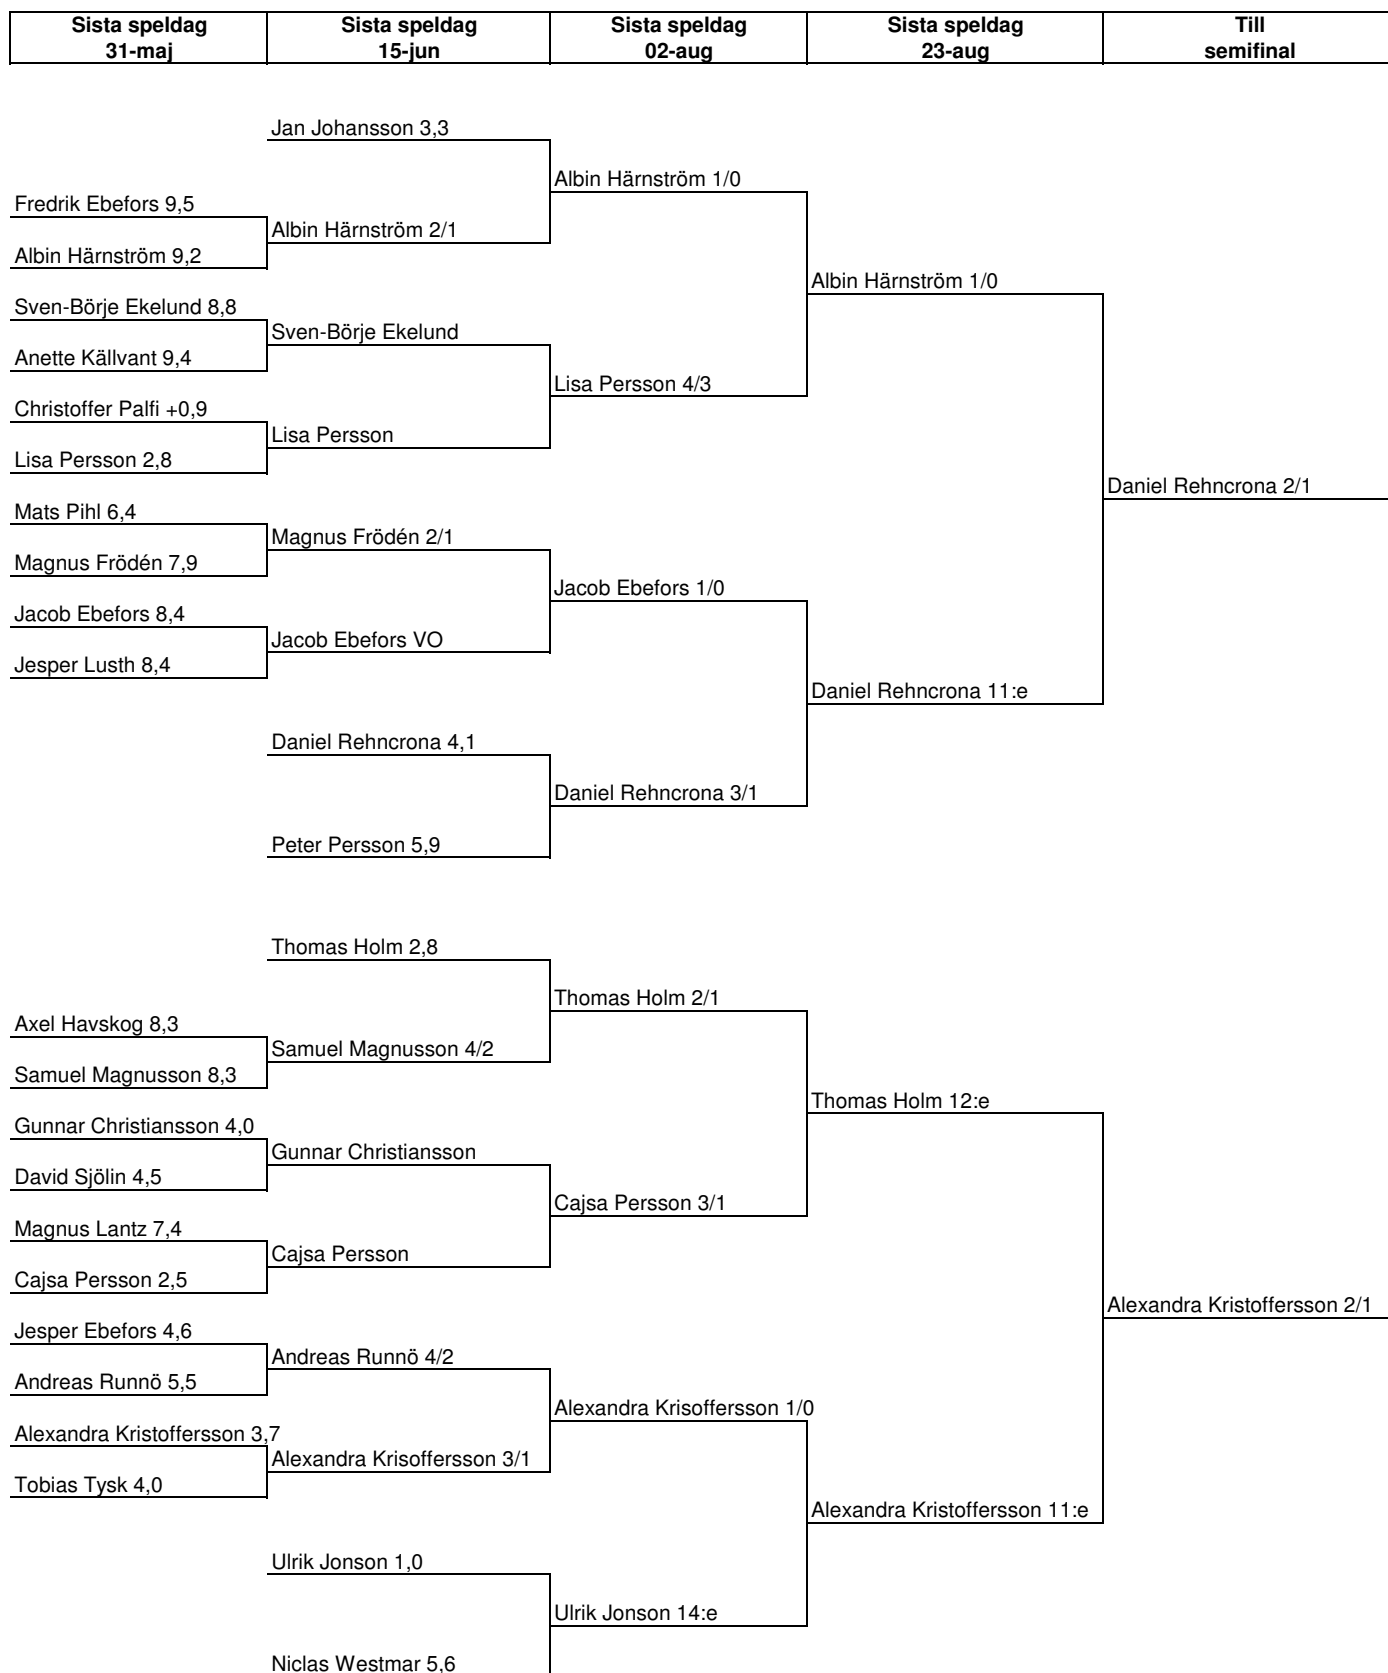 Sista speldag
31-maj
Sista speldag
15-jun
Sista speldag
02-aug
Sista speldag
23-aug
Till
semifinal
Jan Johansson 3,3
Albin Härnström 1/0
Fredrik Ebefors 9,5
Albin Härnström 2/1
Albin Härnström 9,2
Albin Härnström 1/0
Sven-Börje Ekelund 8,8
Sven-Börje Ekelund
Anette Källvant 9,4
Lisa Persson 4/3
Christoffer Palfi +0,9
Lisa Persson
Lisa Persson 2,8
Daniel Rehncrona 2/1
Mats Pihl 6,4
Magnus Frödén 2/1
Magnus Frödén 7,9
Jacob Ebefors 1/0
Jacob Ebefors 8,4
Jacob Ebefors VO
Jesper Lusth 8,4
Daniel Rehncrona 11:e
Daniel Rehncrona 4,1
Daniel Rehncrona 3/1
Peter Persson 5,9
Thomas Holm 2,8
Thomas Holm 2/1
Axel Havskog 8,3
Samuel Magnusson 4/2
Samuel Magnusson 8,3
Thomas Holm 12:e
Gunnar Christiansson 4,0
Gunnar Christiansson
David Sjölin 4,5
Cajsa Persson 3/1
Magnus Lantz 7,4
Cajsa Persson
Cajsa Persson 2,5
Alexandra Kristoffersson 2/1
Jesper Ebefors 4,6
Andreas Runnö 4/2
Andreas Runnö 5,5
Alexandra Krisoffersson 1/0
Alexandra Kristoffersson 3,7
Alexandra Krisoffersson 3/1
Tobias Tysk 4,0
Alexandra Kristoffersson 11:e
Ulrik Jonson 1,0
Ulrik Jonson 14:e
Niclas Westmar 5,6